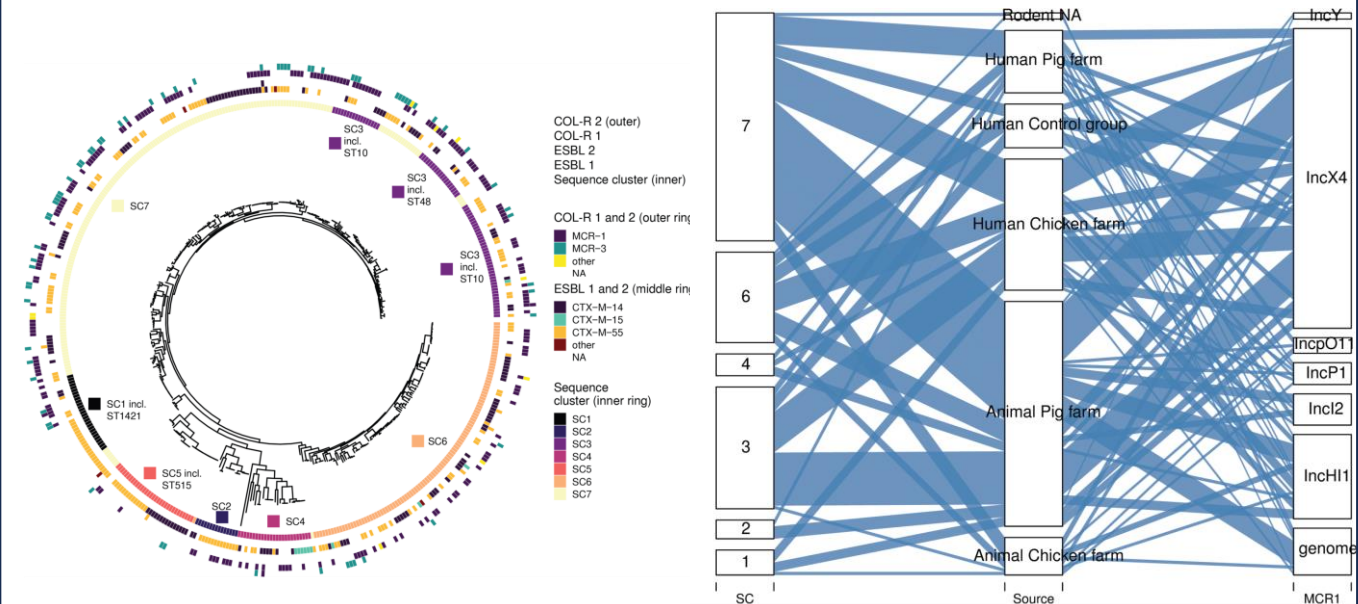 SC3
incl.
ST10
SC3
incl.
ST48
SC7
SC3
incl.
ST10
SC1 incl.
ST1421
SC5 incl.
ST515
SC2
SC4
SC6
COL-R 2 (outer)
COL-R 1
ESBL 2
ESBL 1
Sequence cluster (inner)
COL-R 1 and 2 (outer ring
MCR-1
MCR-3
other
NA
ESBL 1 and 2 (middle ring
CTX-M-14
CTX-M-15
CTX-M-55
other
NA
Sequence
cluster (inner ring)
SC1
SC2
SC3
SC4
SC5
SC6
SC7
7
6
4
3
2
1
SC
Rodent NA
Human Pig farm
Human Control group
Human Chicken farm
Animal Pig farm
Animal Chicken farm
Source
IncY
IncX4
IncpO11
IncP1
IncI2
IncHI1
genome
MCR1